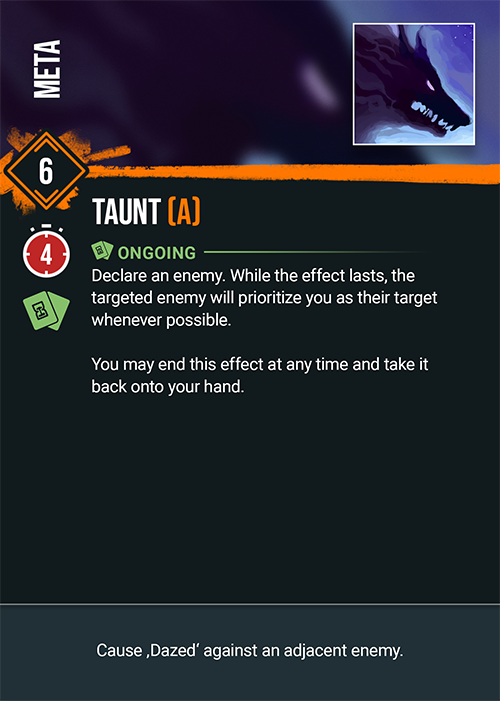 META
6
TAUNT (A)
4
ONGOING
Declare an enemy. While the effect lasts, the
targeted enemy will prioritize you as their target
whenever possible.
You may end this effect at any time and take it
back onto your hand.
Cause ‚Dazed‘ against an adjacent enemy.